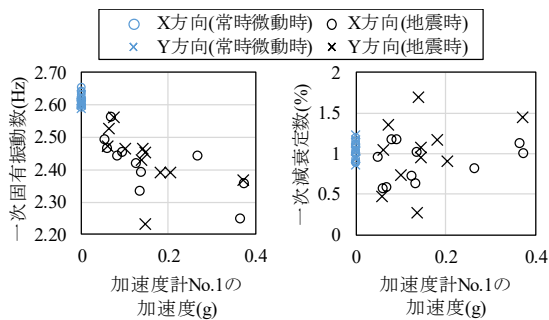 X方向(常時微動時) X方向(地震時)
Y方向(常時微動時) Y方向(地震時)
一次固有振動数(Hz)
2.70
2.60
2.50
2.40
2.30
2.20
0 0.2 0.4
加速度計No.1の
加速度(g)
一次減衰定数(%)
2
1.5
1
0.5
0
0 0.2 0.4
加速度計No.1の
加速度(g)